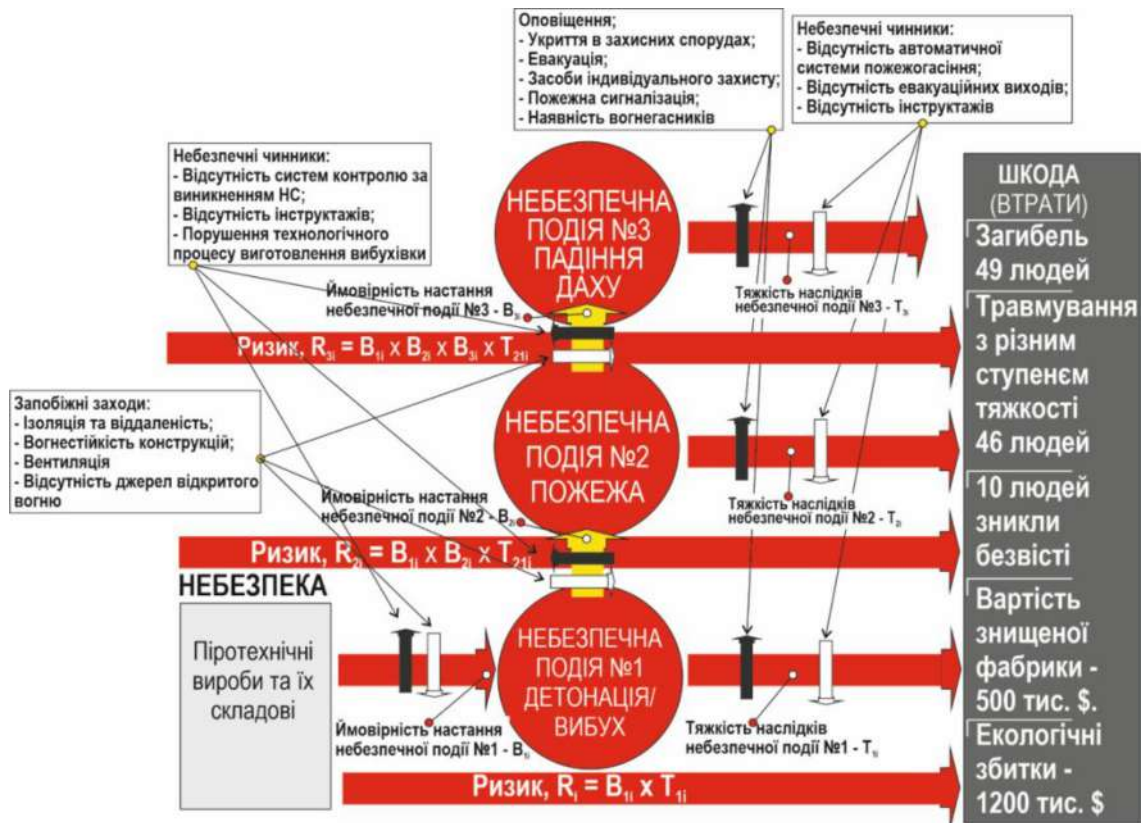 Оповіщення;
- Укриття в захисних спорудах;
- Евакуація;
- Засоби індивідуального захисту;
- Пожежна сигналізація;
- Наявність вогнегасників
Небезпечні чинники:
- Відсутність автоматичної
системи пожежогасіння;
- Відсутність евакуаційних виходів;
- Відсутність інструктажів
Небезпечні чинники:
- Відсутність систем контролю за
виникненням НС;
- Відсутність інструктажів;
- Порушення технологічного
процесу виготовлення вибухівки
НЕБЕЗПЕЧНА
ПОДІЯ №3
ПАДІННЯ
ДАХУ
Ймовірність настання
небезпечної події №3 - В3і
Тяжкість наслідків
небезпечної події №3 - Т3і
Ризик, R3і = В1і х В2і х В3і х Т21і
Запобіжні заходи:
- Ізоляція та віддаленість;
- Вогнестійкість конструкцій;
- Вентиляція
- Відсутність джерел відкритого
вогню
НЕБЕЗПЕЧНА
ПОДІЯ №2
ПОЖЕЖА
Ймовірність настання
небезпечної події №2 - В2і
Тяжкість наслідків
небезпечної події №2 - Т2і
Ризик, R2і = В1і х В2і х Т21і
НЕБЕЗПЕКА
Піротехнічні
вироби та їх
складові
НЕБЕЗПЕЧНА
ПОДІЯ №1
ДЕТОНАЦІЯ/
ВИБУХ
Ймовірність настання
небезпечної події №1 - В1і
Тяжкість наслідків
небезпечної події №1 - Т1і
Ризик, Rі = В1і х Т1і
ШКОДА
(ВТРАТИ)
Загибель
49 людей
Травмування
з різним
ступенєм
тяжкості
46 людей
10 людей
зникли
безвісті
Вартість
знищеної
фабрики -
500 тис. $.
Екологічні
збитки -
1200 тис. $